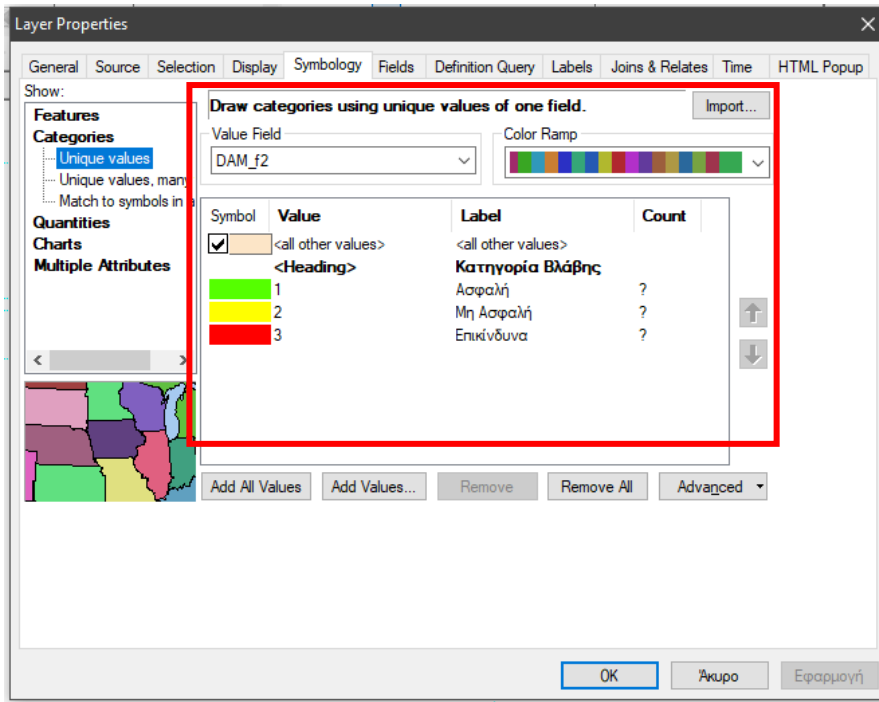 Layer Properties
General Source Selection Display Symbology Fields Definition Query Labels Joins & Relates Time HTML Popup
Show:
Features
Categories
Unique values
Unique values, many
Match to symbols in a
Quantities
Charts
Multiple Attributes
Draw categories using unique values of one field.
Import...
Value Field
DAM_f2
Color Ramp
Symbol Value Label Count
<all other values> <all other values>
<Heading> Κατηγορία Βλάβης
1 Ασφαλή ?
2 Μη Ασφαλή ?
3 Επικίνδυνα ?
Add All Values Add Values... Remove Remove All Advanced
OK Άκυρο Εφαρμογή